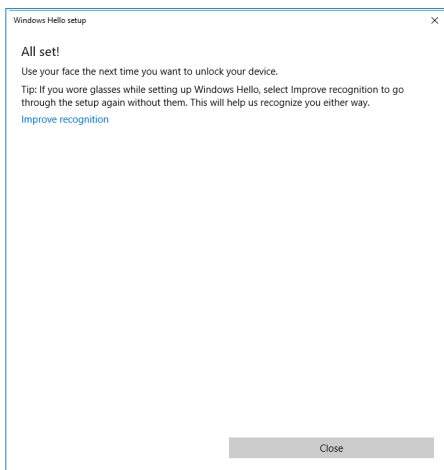 Windows Hello setup
All set!
Use your face the next time you want to unlock your device.
Tip: If you wore glasses while setting up Windows Hello, select Improve recognition to go
through the setup again without them. This will help us recognize you either way.
Improve recognition
Close